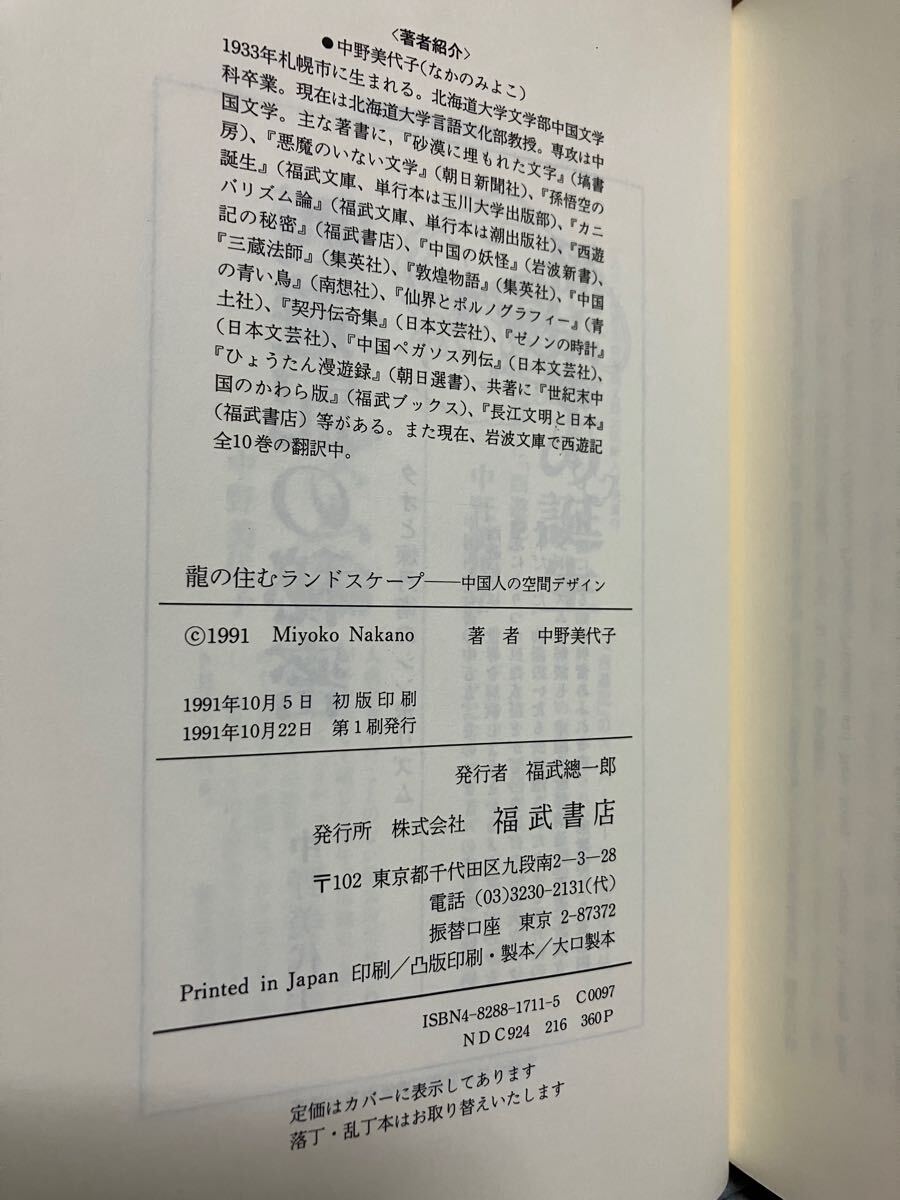 〈著者紹介〉
●中野美代子(なかのみよこ)
1933年札幌市に生まれる。北海道大学文学部中国文学
科卒業。現在は北海道大学言語文化部教授。専攻は中
国文学。主な著書に,『砂漠に埋もれた文字』(塙書
房)、『悪魔のいない文学』(朝日新聞社)、『孫悟空の
誕生』(福武文庫、単行本は玉川大学出版部)、『カニ
バリズム論』(福武文庫、単行本は潮出版社)、『西遊
記の秘密』(福武書店)、『中国の妖怪』(岩波新書)、
『三蔵法師』(集英社)、『敦煌物語』(集英社)、『中国
の青い鳥』(南想社)、『仙界とポルノグラフィー』(青
土社)、『契丹伝奇集』(日本文芸社)、『ゼノンの時計』
(日本文芸社)、『中国ペガソス列伝』(日本文芸社)、
『ひょうたん漫遊録』(朝日選書)、共著に『世紀末中
国のかわら版』(福武ブックス)、『長江文明と日本』
(福武書店)等がある。また現在、岩波文庫で西遊記
全10巻の翻訳中。
龍の住むランドスケープ——中国人の空間デザイン
©1991 Miyoko Nakano 著 者 中野美代子
1991年10月5日 初版印刷
1991年10月22日 第1刷発行
発行者 福武總一郎
発行所 株式会社 福武書店
〒102 東京都千代田区九段南2-3-28
電話 (03)3230-2131(代)
振替口座 東京 2-87372
Printed in Japan 印刷/凸版印刷・製本/大口製本
ISBN4-8288-1711-5 C0097
NDC924 216 360P
定価はカバーに表示してあります
落丁・乱丁本はお取り替えいたします